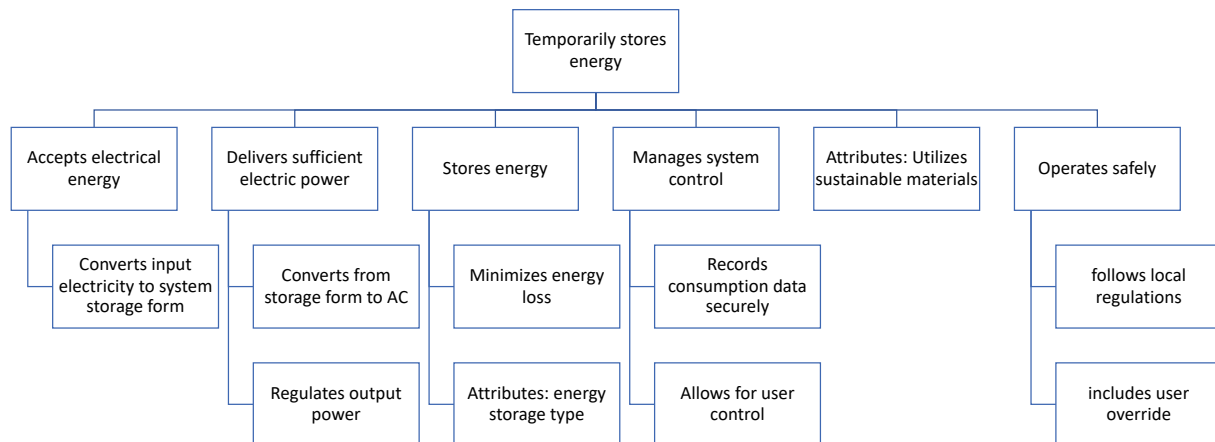 Temporarily stores
energy
Accepts electrical
energy
Delivers sufficient
electric power
Stores energy
Manages system
control
Attributes: Utilizes
sustainable materials
Operates safely
Converts input
electricity to system
storage form
Converts from
storage form to AC
Minimizes energy
loss
Records
consumption data
securely
follows local
regulations
Regulates output
power
Attributes: energy
storage type
Allows for user
control
includes user
override